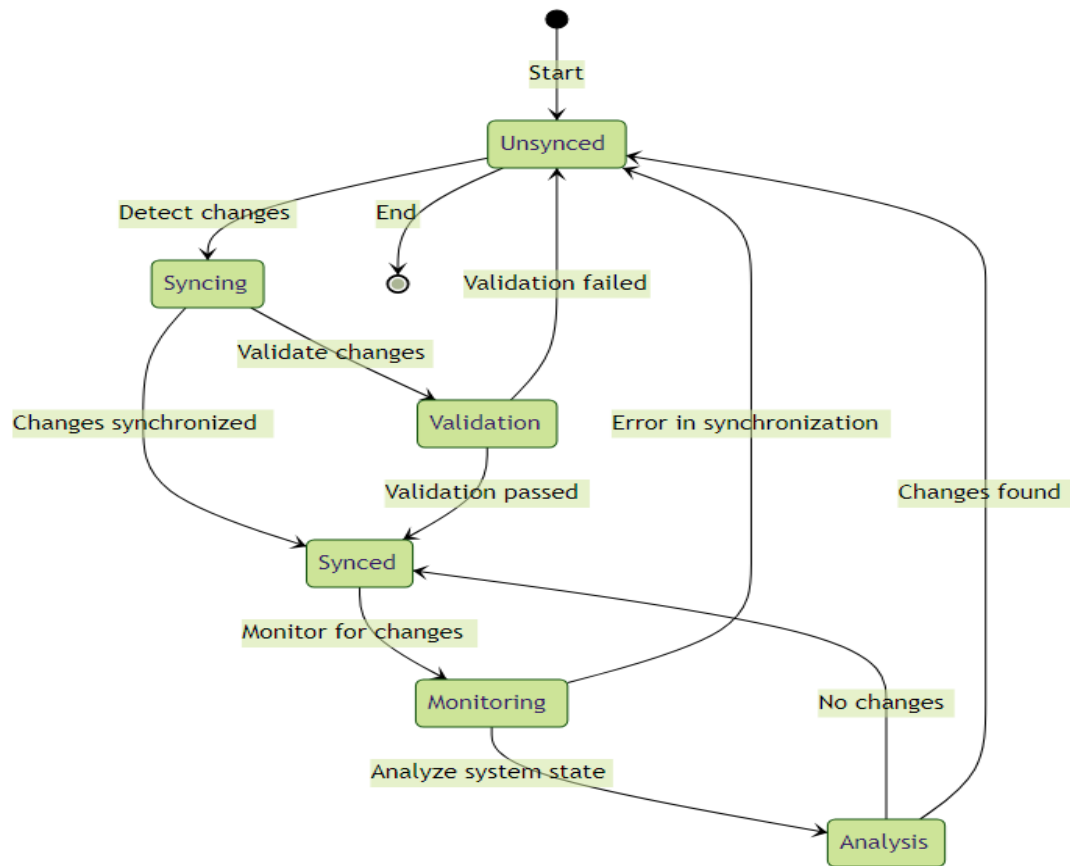 Start
Unsynced
Detect changes
End
Syncing
Validation failed
Validate changes
Changes synchronized
Validation
Error in synchronization
Validation passed
Changes found
Synced
Monitor for changes
Monitoring
No changes
Analyze system state
Analysis